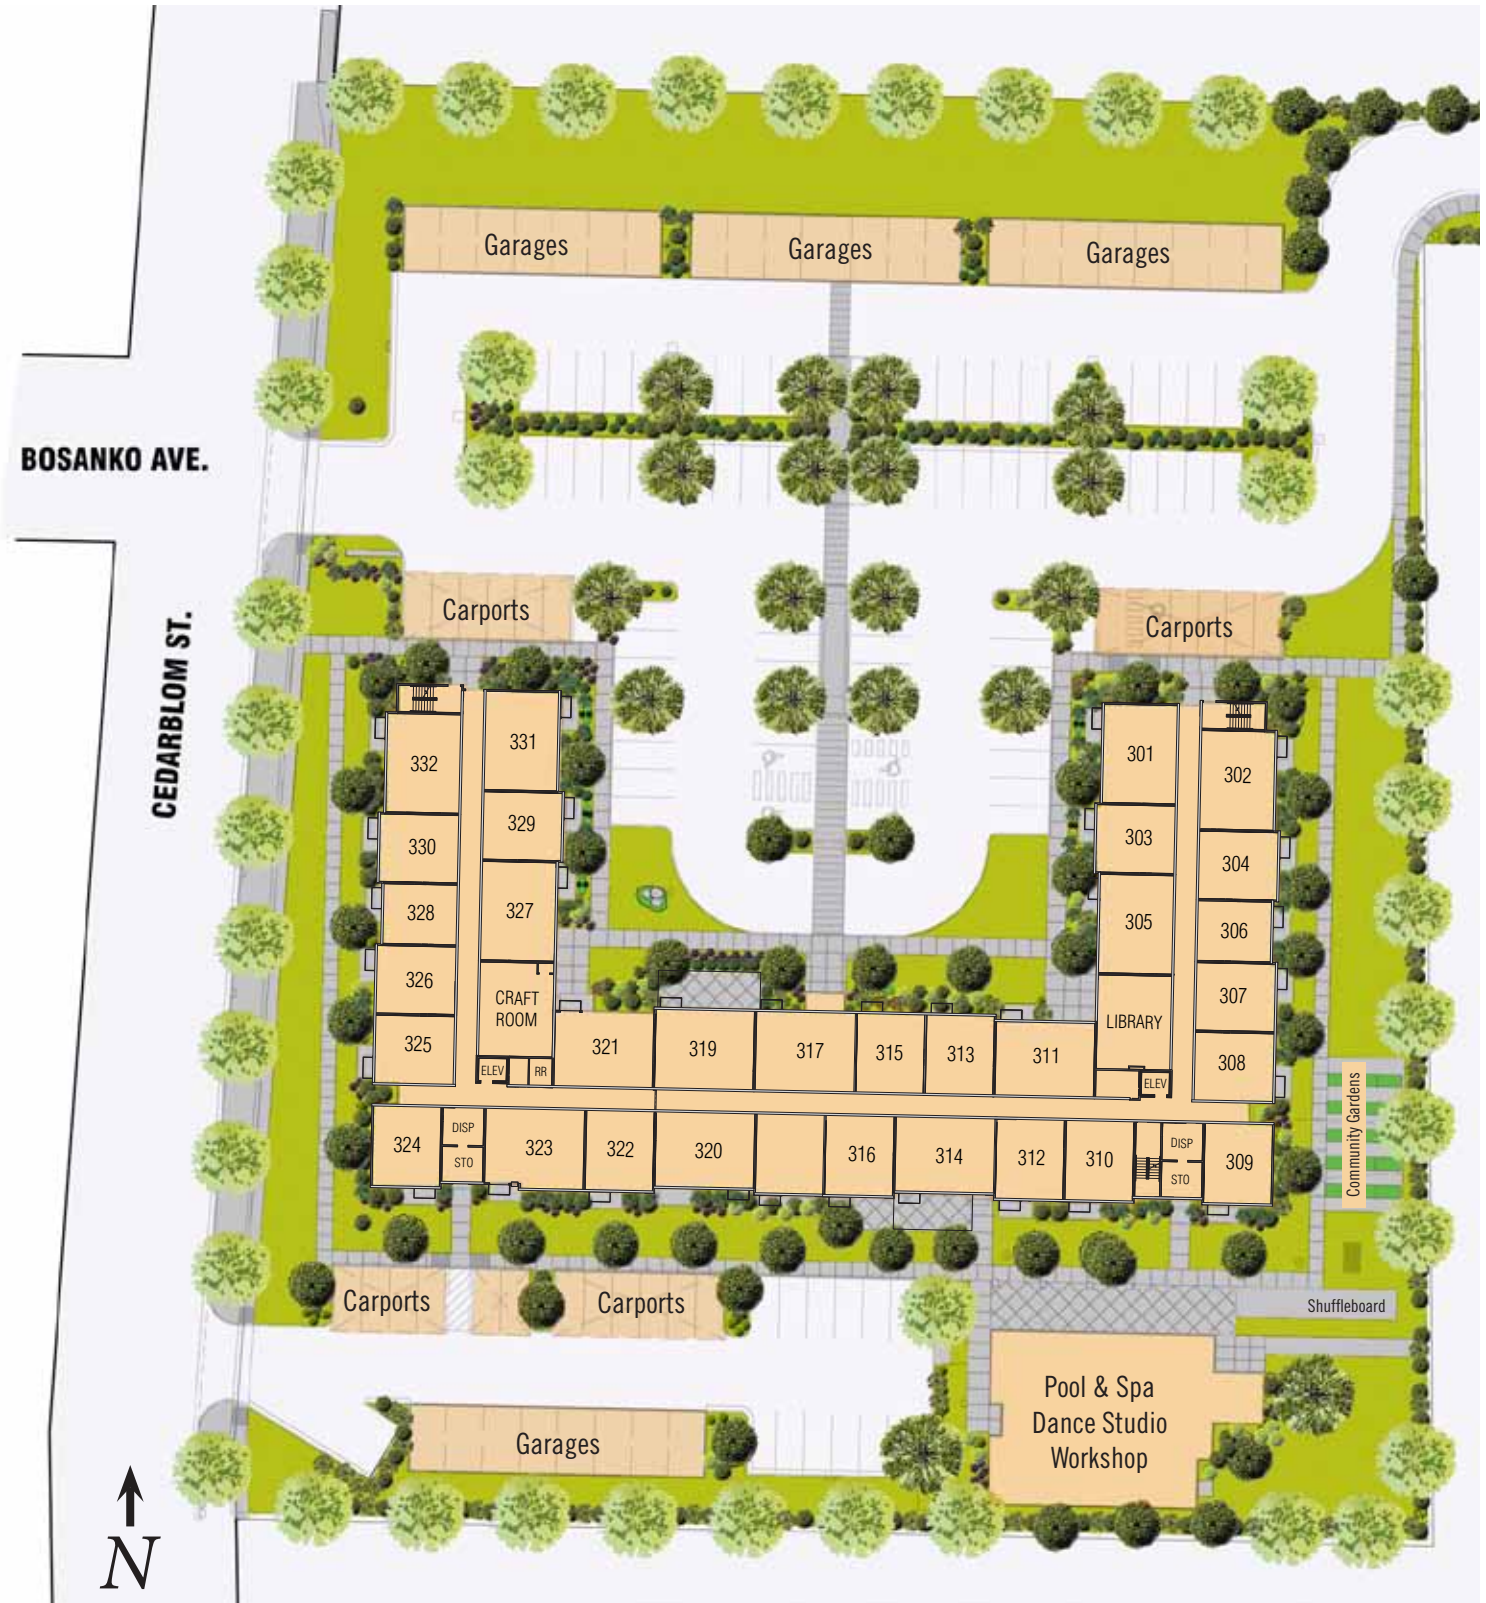 Garages
Garages
Garages
BOSANKO AVE.
Carports
Carports
CEDARBLOM ST.
331
332
329
330
327
328
326
325
CRAFT
ROOM
ELEV
RR
301
302
303
304
305
306
307
308
LIBRARY
ELEV
321
319
317
315
313
311
324
DISP
STO
323
322
320
316
314
312
310
DISP
STO
309
Community Gardens
Carports
Carports
Shuffleboard
Pool & Spa
Dance Studio
Workshop
Garages
N